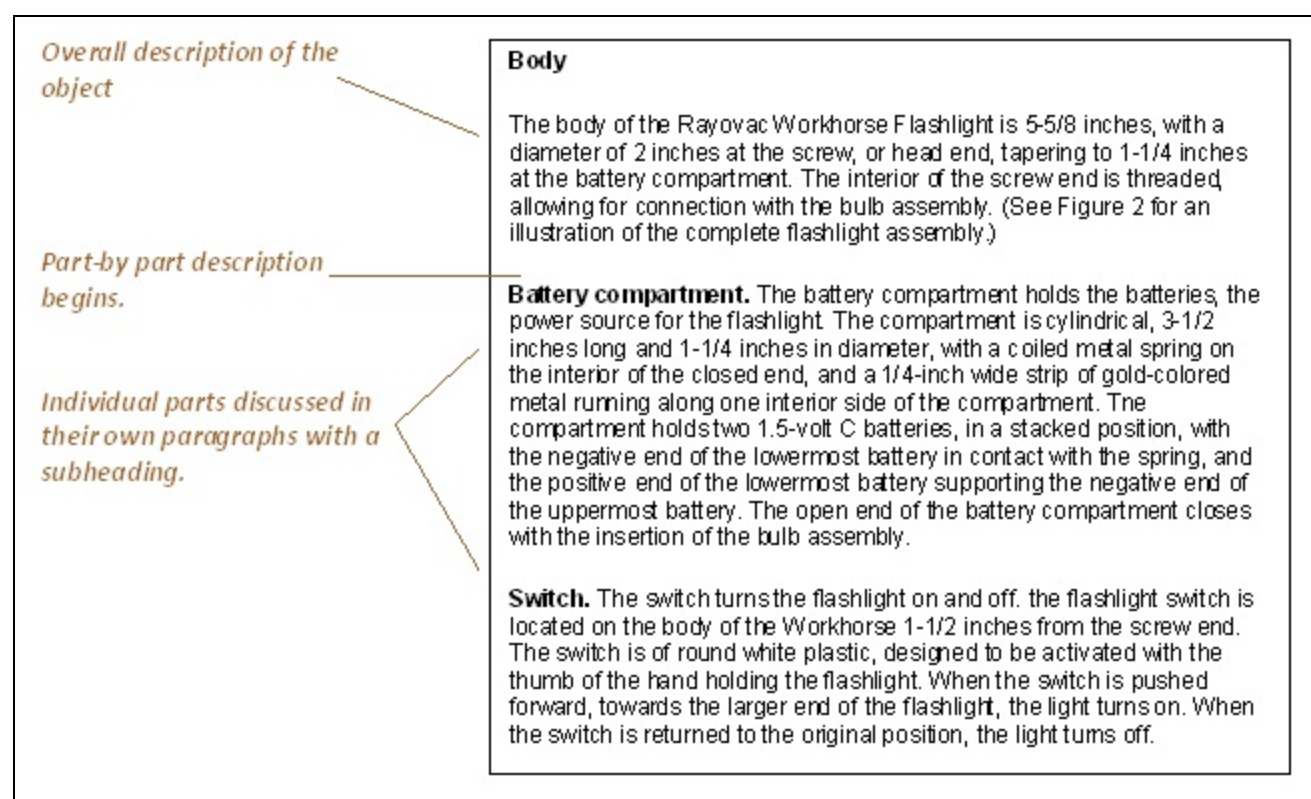 Overall description of the
object
Body
The body of the Rayovac Workhorse Flashlight is 5-5/8 inches, with a
diameter of 2 inches at the screw, or head end, tapering to 1-1/4 inches
at the battery compartment. The interior of the screw end is threaded,
allowing for connection with the bulb assembly. (See Figure 2 for an
illustration of the complete flashlight assembly.)
Part-by part description
begins.
Battery compartment. The battery compartment holds the batteries, the
power source for the flashlight. The compartment is cylindrical, 3-1/2
inches long and 1-1/4 inches in diameter, with a coiled metal spring on
the interior of the closed end, and a 1/4-inch wide strip of gold-colored
metal running along one interior side of the compartment. Tne
compartment holds two 1.5-volt C batteries, in a stacked position, with
the negative end of the lowermost battery in contact with the spring, and
the positive end of the lowermost battery supporting the negative end of
the uppermost battery. The open end of the battery compartment closes
with the insertion of the bulb assembly.
Individual parts discussed in
their own paragraphs with a
subheading.
Switch. The switch turns the flashlight on and off. the flashlight switch is
located on the body of the Workhorse 1-1/2 inches from the screw end.
The switch is of round white plastic, designed to be activated with the
thumb of the hand holding the flashlight. When the switch is pushed
forward, towards the larger end of the flashlight, the light turns on. When
the switch is returned to the original position, the light turns off.